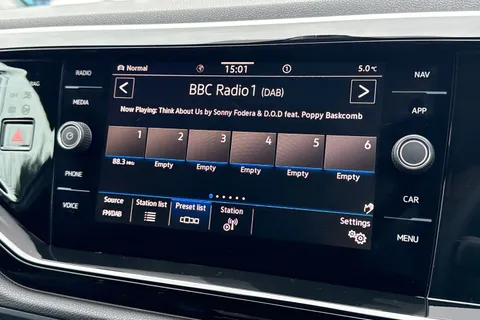 RADIO
MEDIA
PHONE
VOICE
Normal
15:01
5.0°C
BBC Radio1 (DAB)
Now Playing: Think About Us by Sonny Fodera & D.O.D feat. Poppy Baskcomb
1 2 3 4 5 6
88.3 MHz Empty Empty Empty Empty Empty
Source Station list Preset list Station Settings
FM/DAB
NAV
APP
CAR
MENU